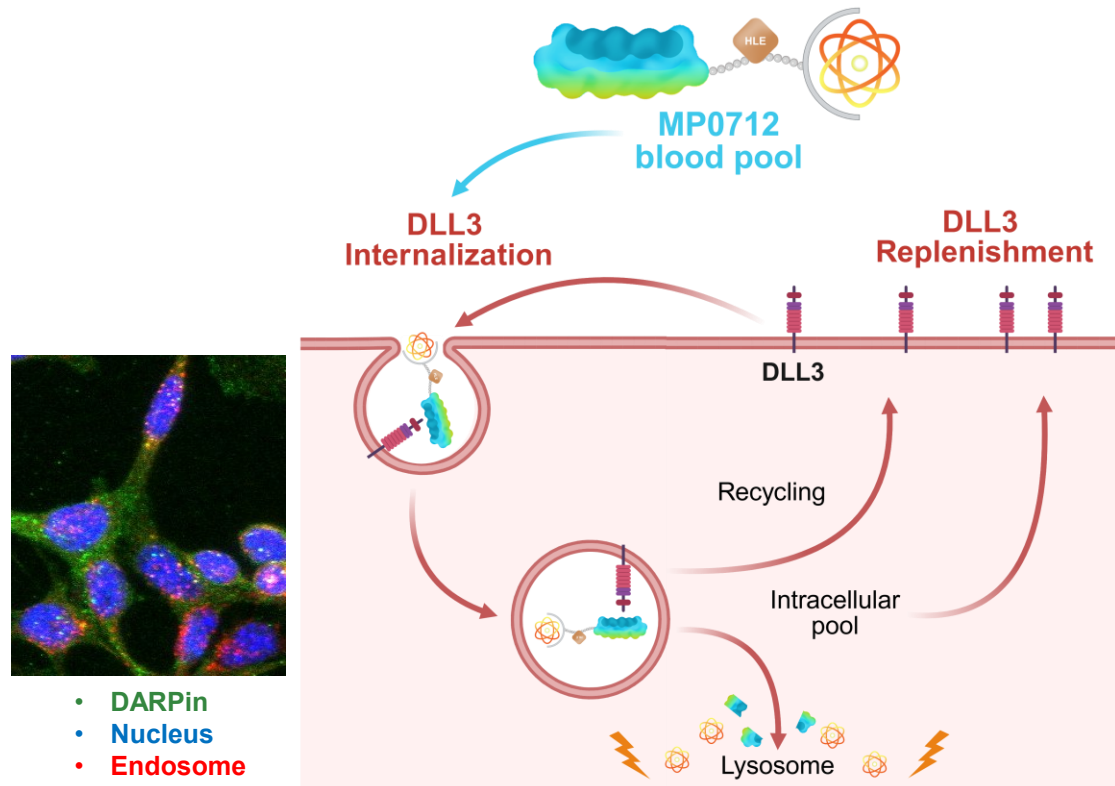 HLE
MP0712
blood pool
DLL3
Internalization
DLL3
Replenishment
DLL3
Recycling
Intracellular
pool
Lysosome
• DARPin
• Nucleus
• Endosome